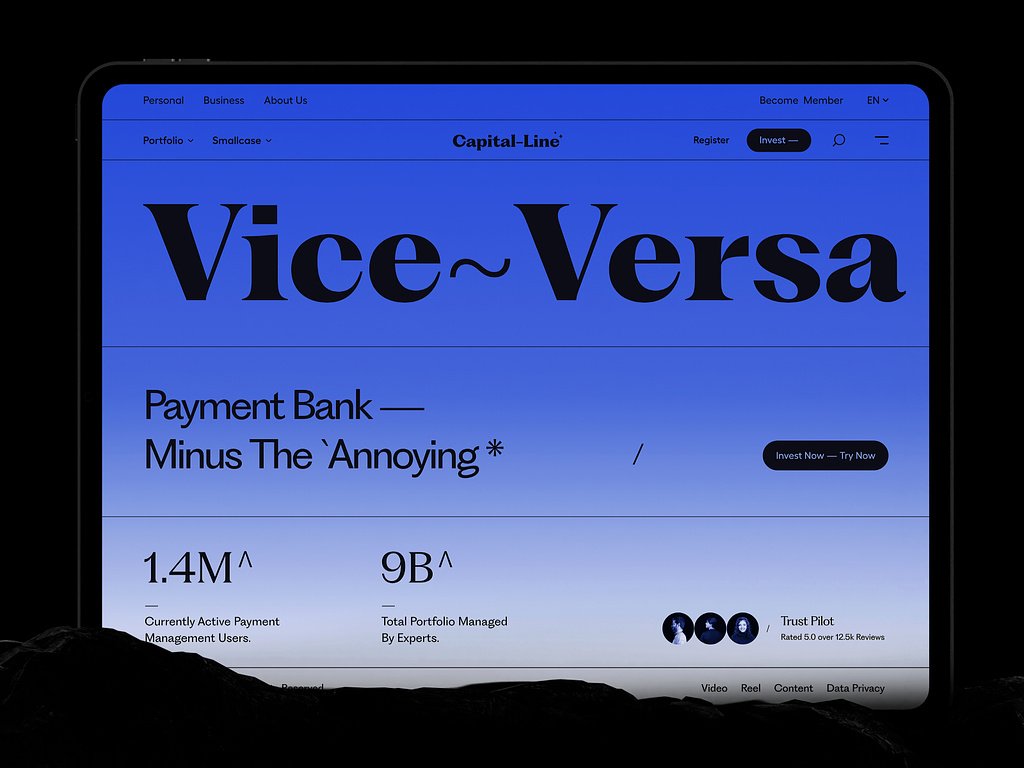 Personal Business About Us Become Member EN
Portfolio Smallcase Capital-Line Register Invest —
Vice~Versa
Payment Bank —
Minus The `Annoying * / Invest Now — Try Now
1.4M^ 9B^
—
Currently Active Payment
Management Users.
—
Total Portfolio Managed
By Experts.
/ Trust Pilot
Rated 5.0 over 12.5k Reviews
Reserved
Video Reel Content Data Privacy